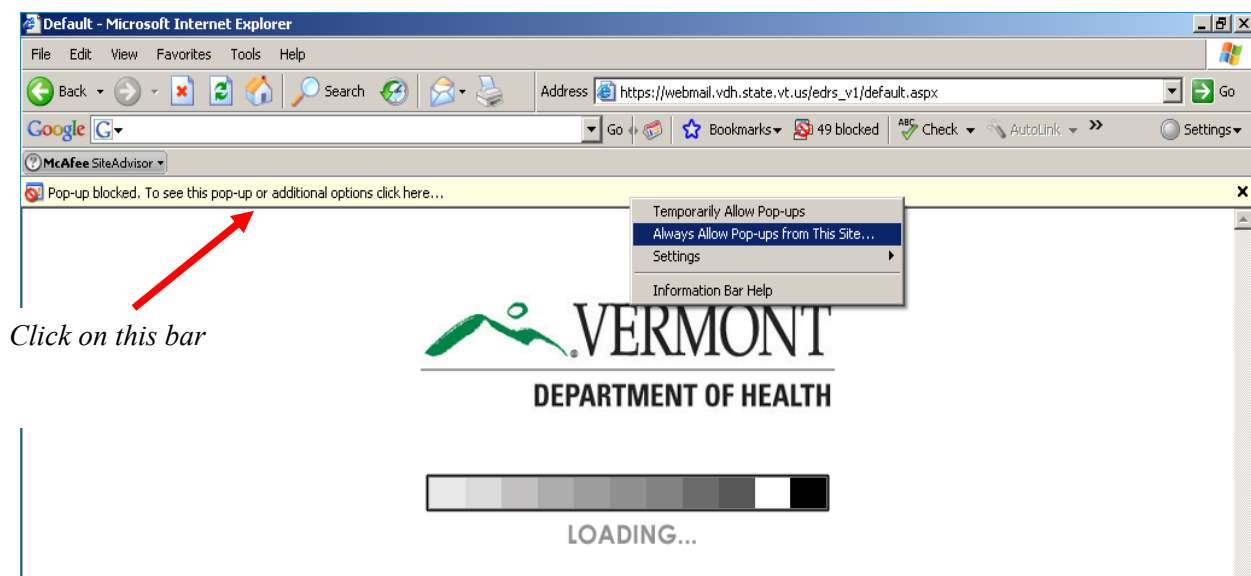 Default - Microsoft Internet Explorer
File Edit View Favorites Tools Help
Back Search Address https://webmail.vdh.state.vt.us/edrs_v1/default.aspx Go
Google G Go Bookmarks 49 blocked ABC Check AutoLink » Settings
? McAfee SiteAdvisor
Pop-up blocked. To see this pop-up or additional options click here...
Temporarily Allow Pop-ups
Always Allow Pop-ups from This Site...
Settings
Information Bar Help
Click on this bar
VERMONT
DEPARTMENT OF HEALTH
LOADING...